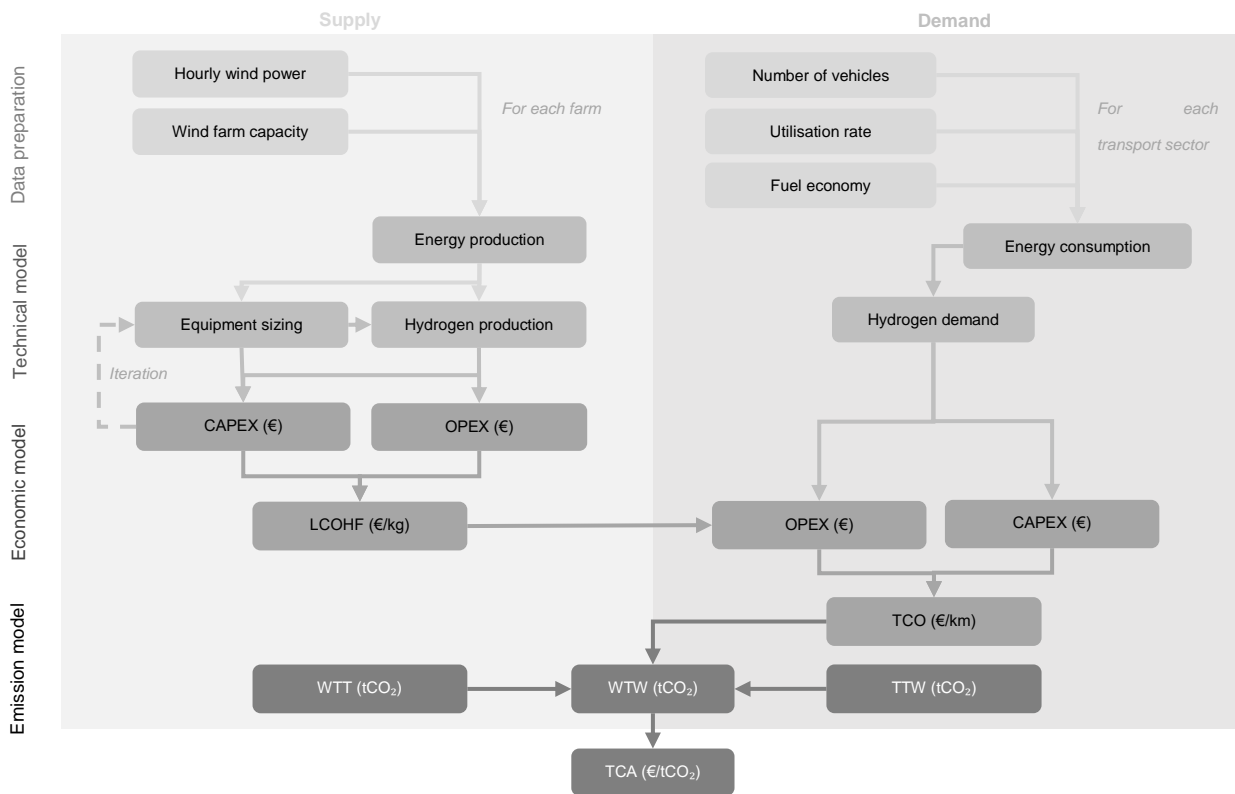 Supply
Demand
Data preparation
Technical model
Economic model
Emission model
Hourly wind power
Number of vehicles
For each farm
For each
transport sector
Wind farm capacity
Utilisation rate
Fuel economy
Energy production
Energy consumption
Equipment sizing
Hydrogen production
Hydrogen demand
Iteration
CAPEX (€)
OPEX (€)
LCOHF (€/kg)
OPEX (€)
CAPEX (€)
TCO (€/km)
WTT (tCO₂)
WTW (tCO₂)
TTW (tCO₂)
TCA (€/tCO₂)